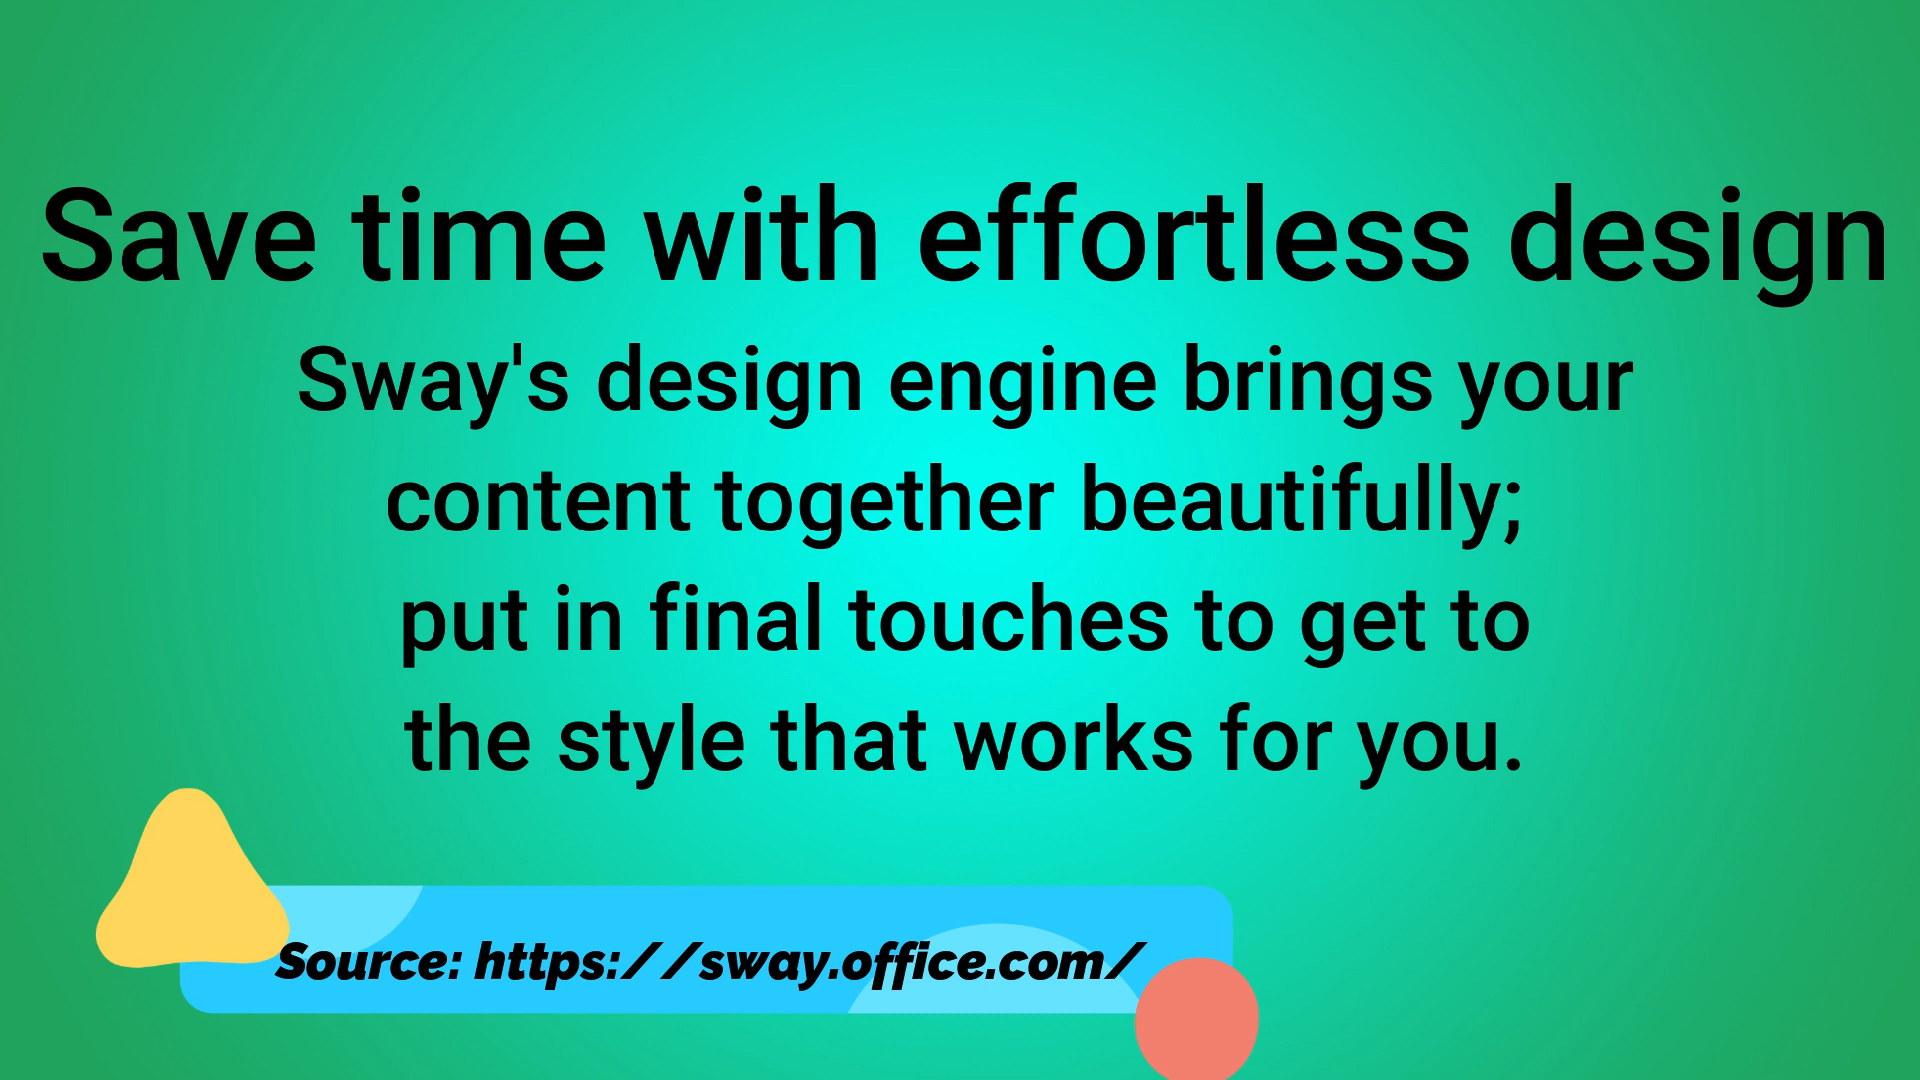 Save time with effortless design
Sway's design engine brings your
content together beautifully;
put in final touches to get to
the style that works for you.
Source: https://sway.office.com/